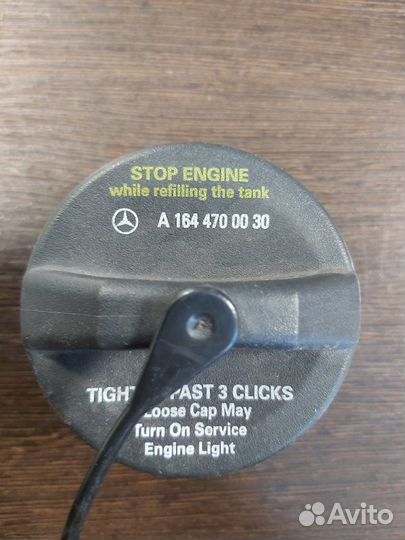 STOP ENGINE
while refilling the tank
A 164 470 00 30
TIGHT FAST 3 CLICKS
Loose Cap May
Turn On Service
Engine Light
Avito